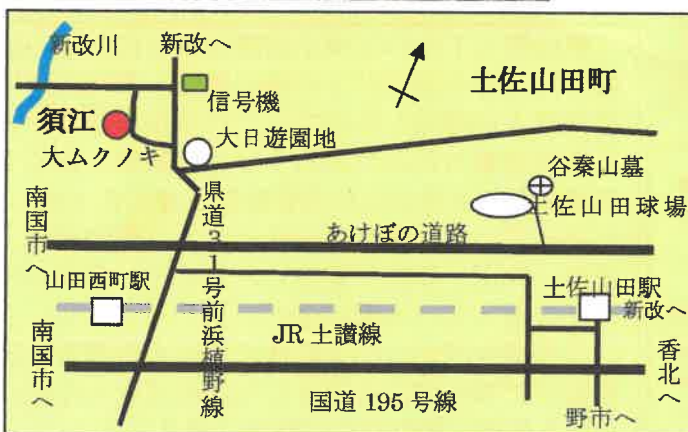 新改川
新改へ
土佐山田町
信号機
須江
大ムクノキ
大日遊園地
谷秦山墓
土佐山田球場
南国市へ
県道31号前浜植野線
あけぼの道路
山田西町駅
土佐山田駅
新改へ
JR土讃線
南国市へ
香北へ
国道195号線
野市へ